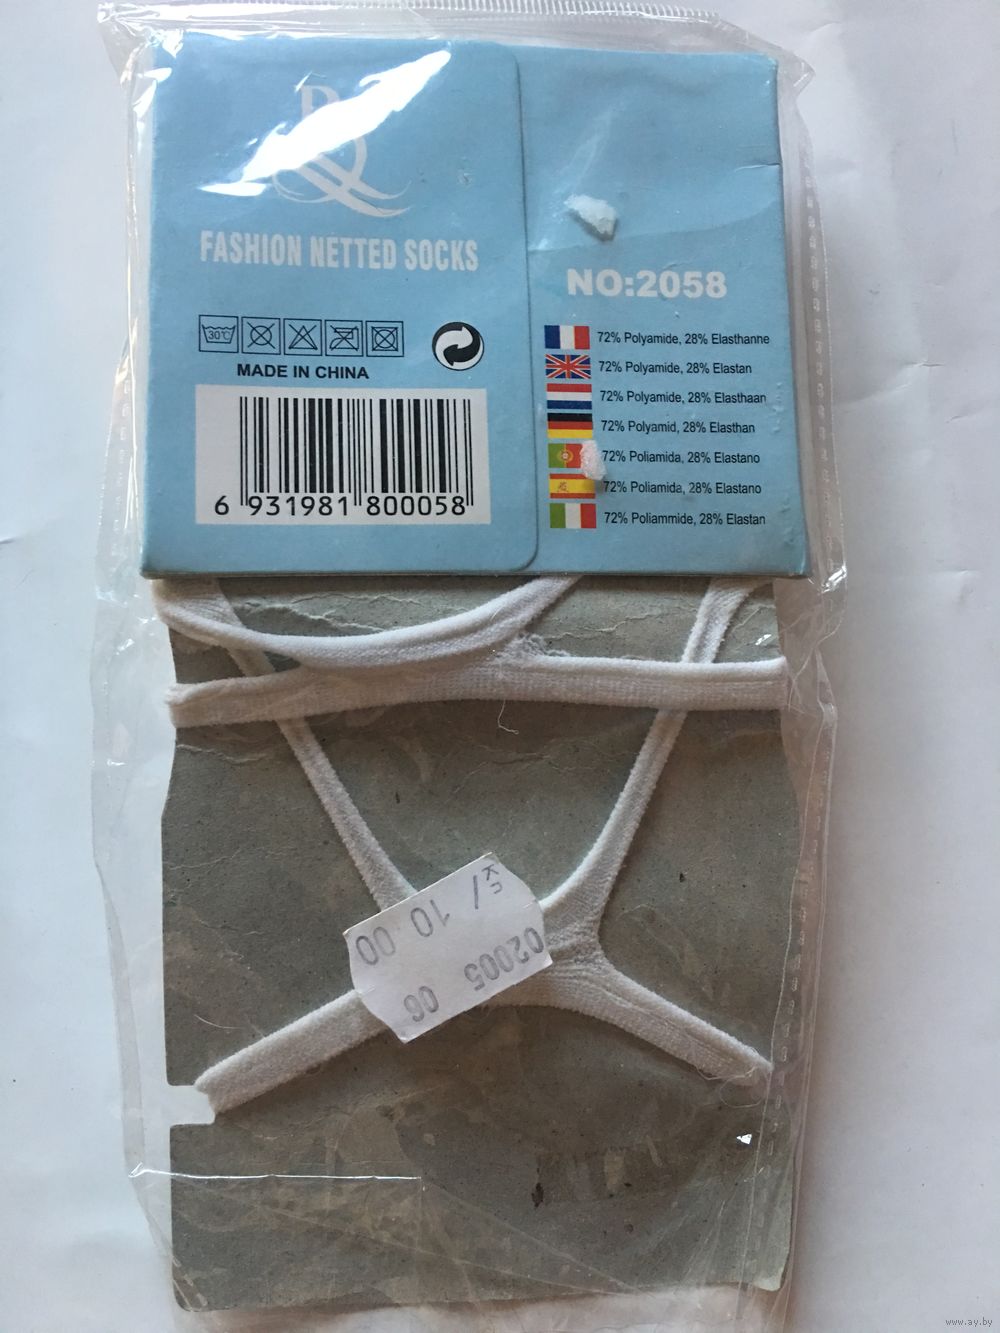 FASHION NETTED SOCKS
30°C
MADE IN CHINA
6 931981 800058
NO:2058
72% Polyamide, 28% Elasthanne
72% Polyamide, 28% Elastan
72% Polyamide, 28% Elasthaan
72% Polyamid, 28% Elasthan
72% Poliamida, 28% Elastano
72% Poliamida, 28% Elastano
72% Poliammide, 28% Elastan
02005 06
10 00
www.ay.by